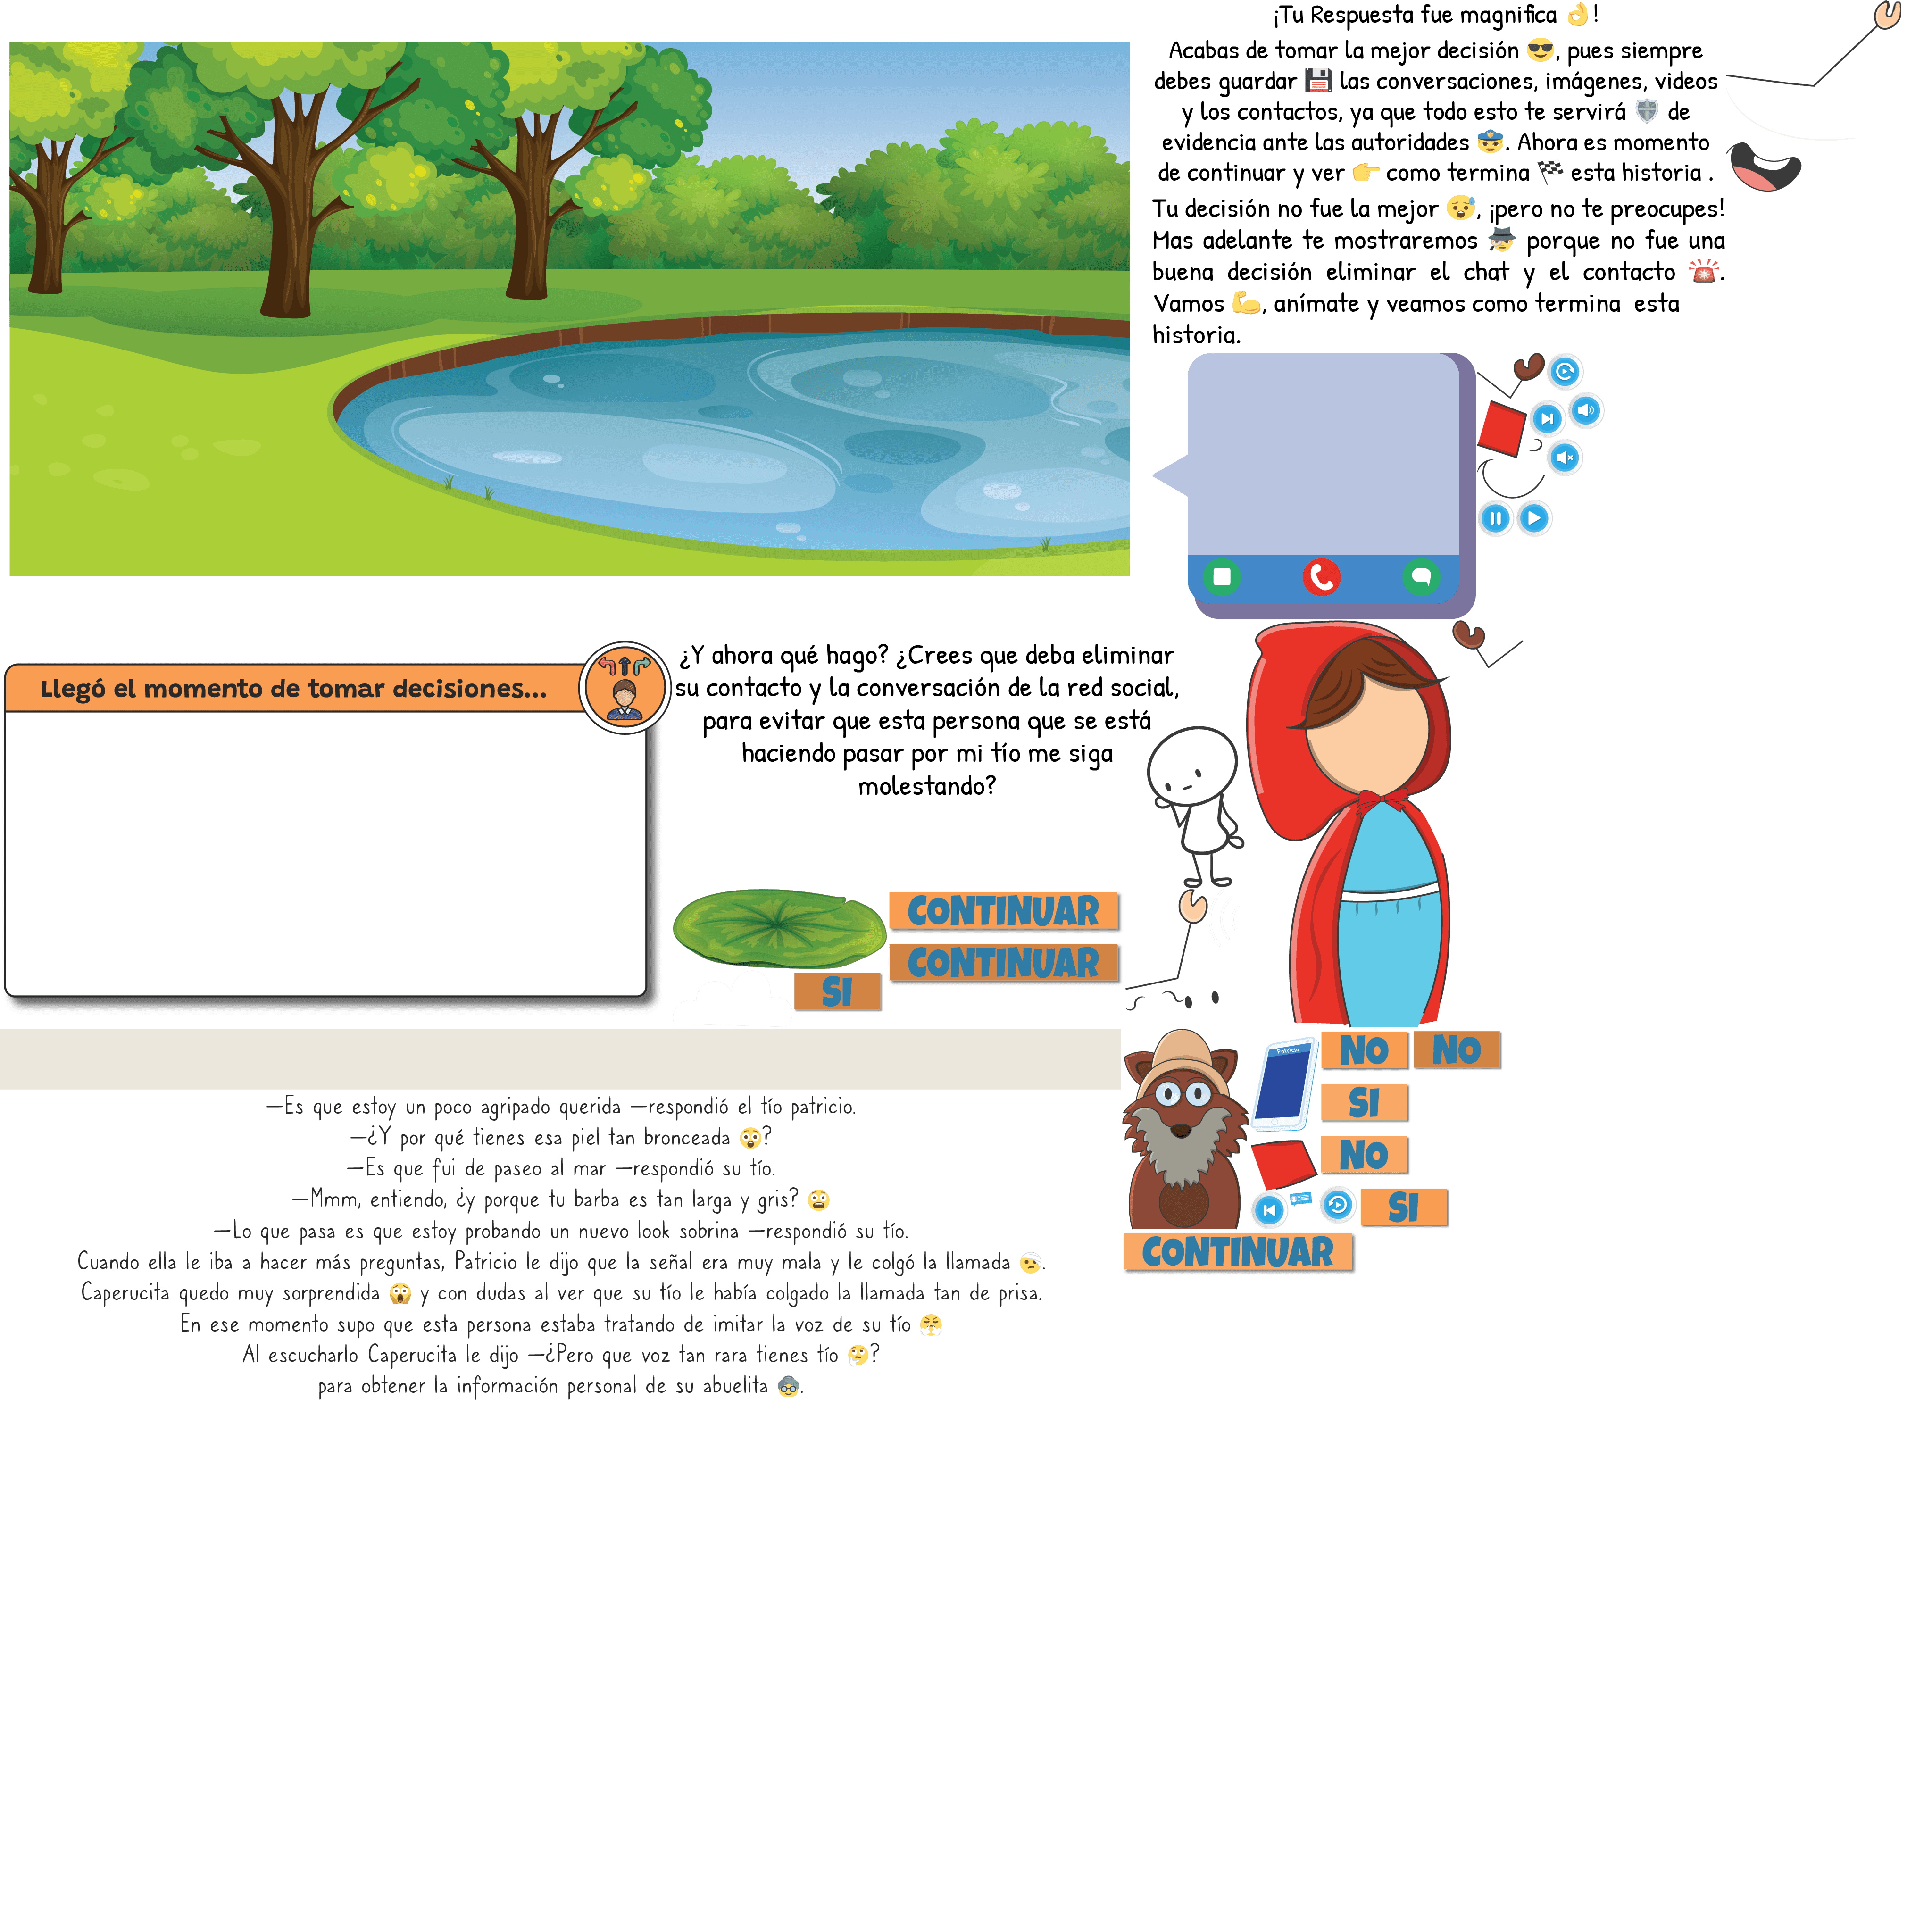 ¡Tu Respuesta fue magnifica 👌!
Acabas de tomar la mejor decisión 😎, pues siempre
debes guardar 💾 las conversaciones, imágenes, videos
y los contactos, ya que todo esto te servirá 🛡️ de
evidencia ante las autoridades 👮. Ahora es momento
de continuar y ver 👉 como termina 🏁 esta historia .
Tu decisión no fue la mejor 😥, ¡pero no te preocupes!
Mas adelante te mostraremos 🕵️ porque no fue una
buena decisión eliminar el chat y el contacto 🚨.
Vamos 💪, anímate y veamos como termina esta
historia.
Llegó el momento de tomar decisiones...
¿Y ahora qué hago? ¿Crees que deba eliminar
su contacto y la conversación de la red social,
para evitar que esta persona que se está
haciendo pasar por mi tío me siga
molestando?
CONTINUAR
CONTINUAR
SI
Patricio
NO
NO
SI
NO
SI
CONTINUAR
—Es que estoy un poco agripado querida —respondió el tío patricio.
—¿Y por qué tienes esa piel tan bronceada 😲?
—Es que fui de paseo al mar —respondió su tío.
—Mmm, entiendo, ¿y porque tu barba es tan larga y gris? 😨
—Lo que pasa es que estoy probando un nuevo look sobrina —respondió su tío.
Cuando ella le iba a hacer más preguntas, Patricio le dijo que la señal era muy mala y le colgó la llamada 🤕.
Caperucita quedo muy sorprendida 😱 y con dudas al ver que su tío le había colgado la llamada tan de prisa.
En ese momento supo que esta persona estaba tratando de imitar la voz de su tío 😤
Al escucharlo Caperucita le dijo —¿Pero que voz tan rara tienes tío 🤔?
para obtener la información personal de su abuelita 👵.